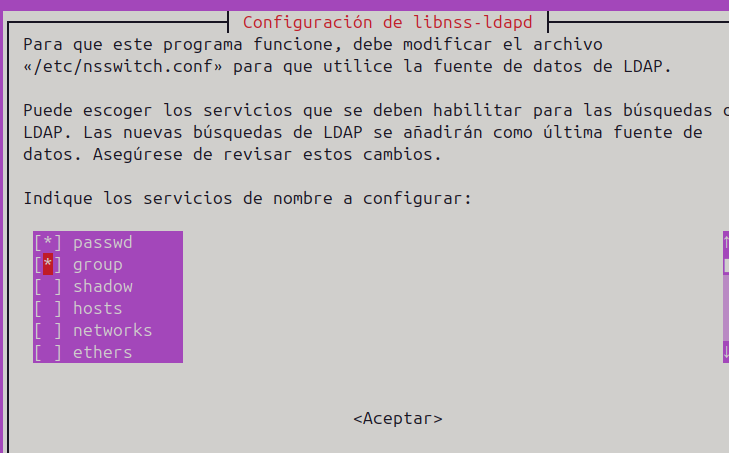 Configuración de libnss-ldapd
Para que este programa funcione, debe modificar el archivo
«/etc/nsswitch.conf» para que utilice la fuente de datos de LDAP.
Puede escoger los servicios que se deben habilitar para las búsquedas
LDAP. Las nuevas búsquedas de LDAP se añadirán como última fuente de
datos. Asegúrese de revisar estos cambios.
Indique los servicios de nombre a configurar:
[*] passwd
[*] group
[ ] shadow
[ ] hosts
[ ] networks
[ ] ethers
<Aceptar>